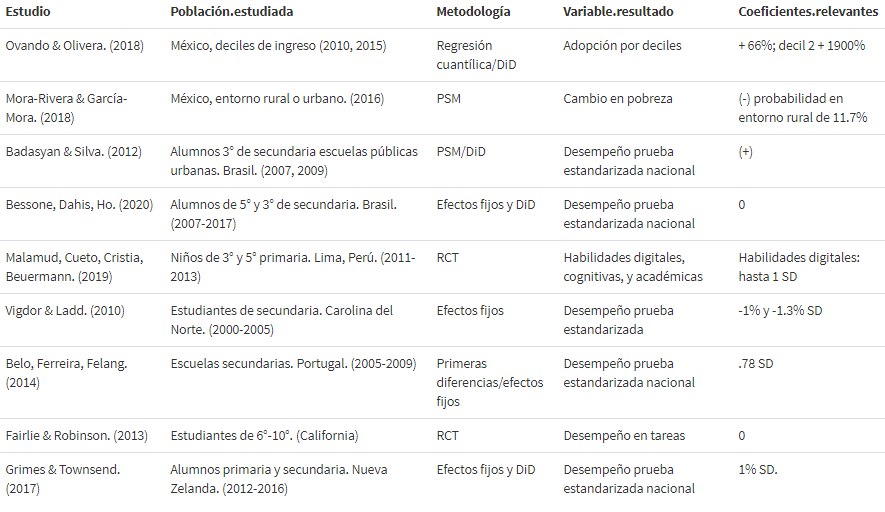 Estudio Población.estudiada Metodología Variable.resultado Coeficientes.relevantes
Ovando & Olivera. (2018) México, deciles de ingreso (2010, 2015) Regresión Adopción por deciles + 66%; decil 2 + 1900%
cuantílica/DiD
Mora-Rivera & García- México, entorno rural o urbano. (2016) PSM Cambio en pobreza (-) probabilidad en
Mora. (2018) entorno rural de 11.7%
Badasyan & Silva. (2012) Alumnos 3° de secundaria escuelas públicas PSM/DiD Desempeño prueba (+)
urbanas. Brasil. (2007, 2009) estandarizada nacional
Bessone, Dahis, Ho. (2020) Alumnos de 5° y 3° de secundaria. Brasil. Efectos fijos y DiD Desempeño prueba 0
(2007-2017) estandarizada nacional
Malamud, Cueto, Cristia, Niños de 3° y 5° primaria. Lima, Perú. (2011- RCT Habilidades digitales, Habilidades digitales:
Beuermann. (2019) 2013) cognitivas, y académicas hasta 1 SD
Vigdor & Ladd. (2010) Estudiantes de secundaria. Carolina del Efectos fijos Desempeño prueba -1% y -1.3% SD
Norte. (2000-2005) estandarizada
Belo, Ferreira, Felang. Escuelas secundarias. Portugal. (2005-2009) Primeras Desempeño prueba .78 SD
(2014) diferencias/efectos estandarizada nacional
fijos
Fairlie & Robinson. (2013) Estudiantes de 6°-10°. (California) RCT Desempeño en tareas 0
Grimes & Townsend. Alumnos primaria y secundaria. Nueva Efectos fijos y DiD Desempeño prueba 1% SD.
(2017) Zelanda. (2012-2016) estandarizada nacional